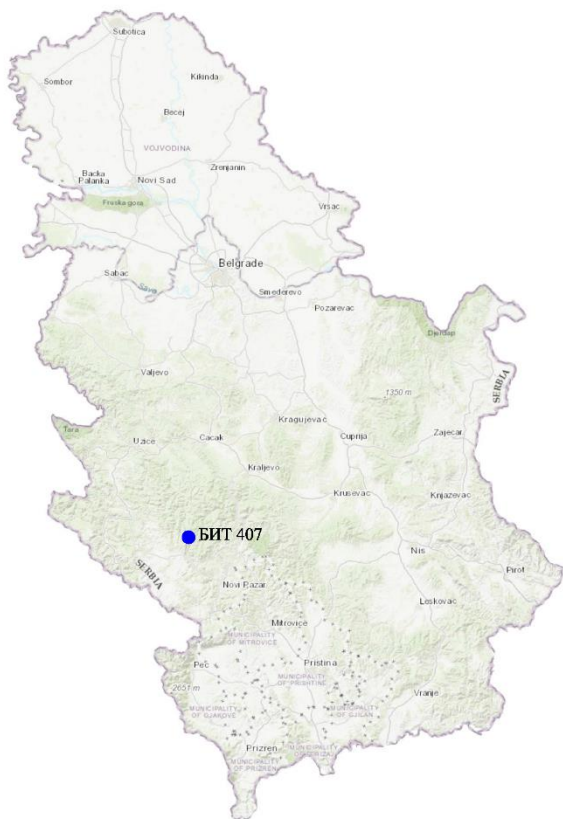 Subotica
Sombor
Kikinda
Becej
VOJVODINA
Backa
Palanka
Novi Sad
Zrenjanin
Fruska gora
Vrsac
Belgrade
Sabac
Sava
Smederevo
Pozarevac
Djerdap
SERBIA
Valjevo
1350 m
Kragujevac
Tara
Uzice
Cacak
Cuprija
Zajecar
Kraljevo
Krusevac
Knjazevac
БИТ 407
Nis
SERBIA
Pirot
Novi Pazar
Leskovac
Mitrovice
MUNICIPALITY
OF MITROVICE
Pec
Pristina
MUNICIPALITY
OF PRISHTINE
2651 m
Vranje
MUNICIPALITY
OF GJAKOVE
MUNICIPALITY
OF GJILAN
Prizren
MUNICIPALITY
OF PRIZREN